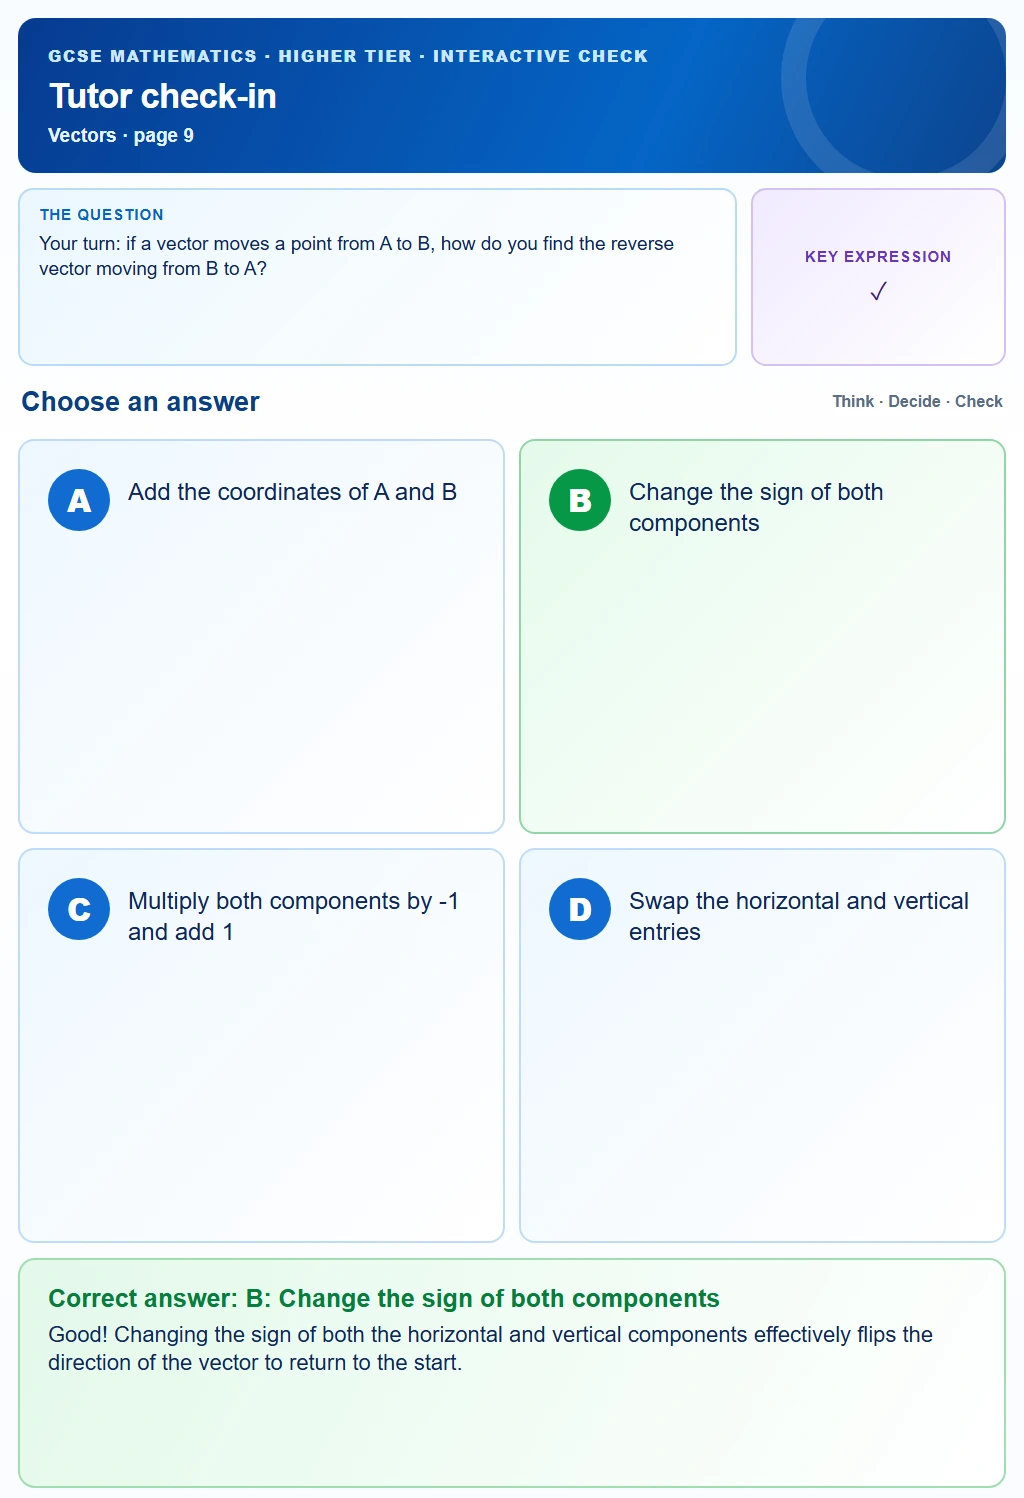 GCSE MATHEMATICS · HIGHER TIER · INTERACTIVE CHECK
Tutor check-in
Vectors · page 9
THE QUESTION
Your turn: if a vector moves a point from A to B, how do you find the reverse
vector moving from B to A?
KEY EXPRESSION
✓
Choose an answer
Think · Decide · Check
A
Add the coordinates of A and B
B
Change the sign of both
components
C
Multiply both components by -1
and add 1
D
Swap the horizontal and vertical
entries
Correct answer: B: Change the sign of both components
Good! Changing the sign of both the horizontal and vertical components effectively flips the
direction of the vector to return to the start.